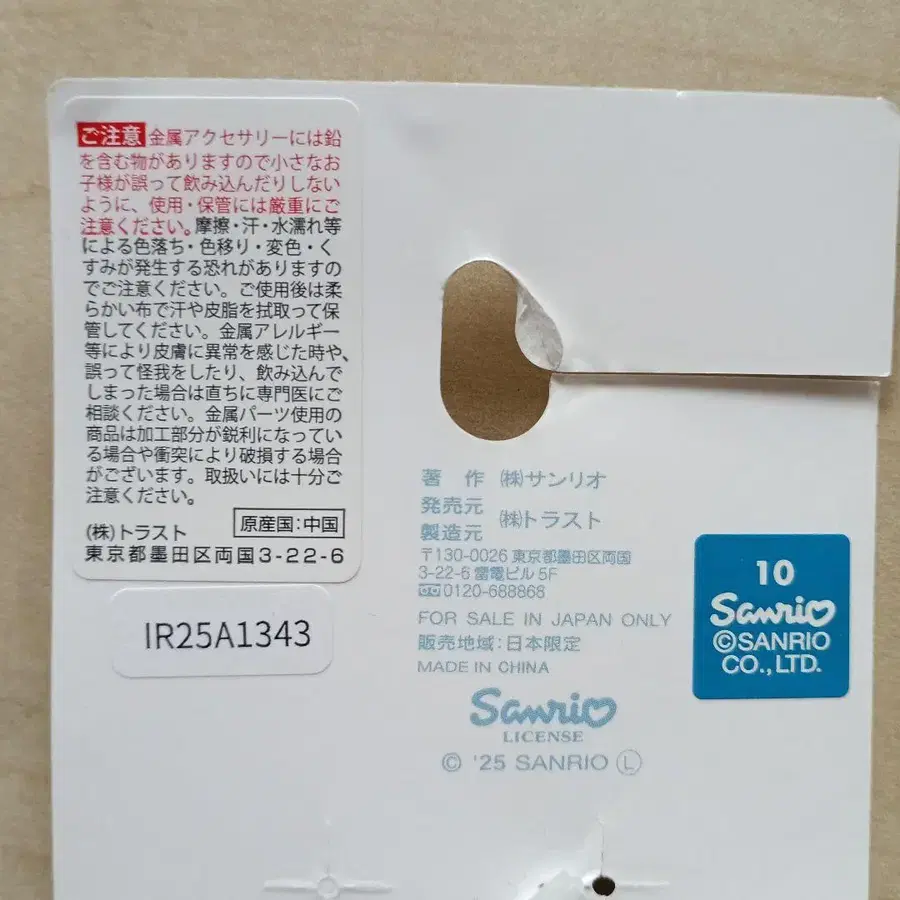 ご注意 金属アクセサリーには鉛
を含む物がありますので小さなお
子様が誤って飲み込んだりしない
ように、使用・保管には厳重にご
注意ください。摩擦・汗・水濡れ等
による色落ち・色移り・変色・く
すみが発生する恐れがありますの
でご注意ください。ご使用後は柔
らかい布で汗や皮脂を拭取って保
管してください。金属アレルギー
等により皮膚に異常を感じた時や、
誤って怪我をしたり、飲み込んで
しまった場合は直ちに専門医にご
相談ください。金属パーツ使用の
商品は加工部分が鋭利になってい
る場合や衝突により破損する場合
がございます。取扱いには十分ご
注意ください。
(株)トラスト
原産国:中国
東京都墨田区両国3-22-6
IR25A1343
著 作 ㈱サンリオ
発売元
製造元 ㈱トラスト
〒130-0026 東京都墨田区両国
3-22-6 雷電ビル 5F
0120-688868
FOR SALE IN JAPAN ONLY
販売地域:日本限定
MADE IN CHINA
Sanrio
LICENSE
© '25 SANRIO Ⓛ
10
Sanrio
©SANRIO
CO.,LTD.